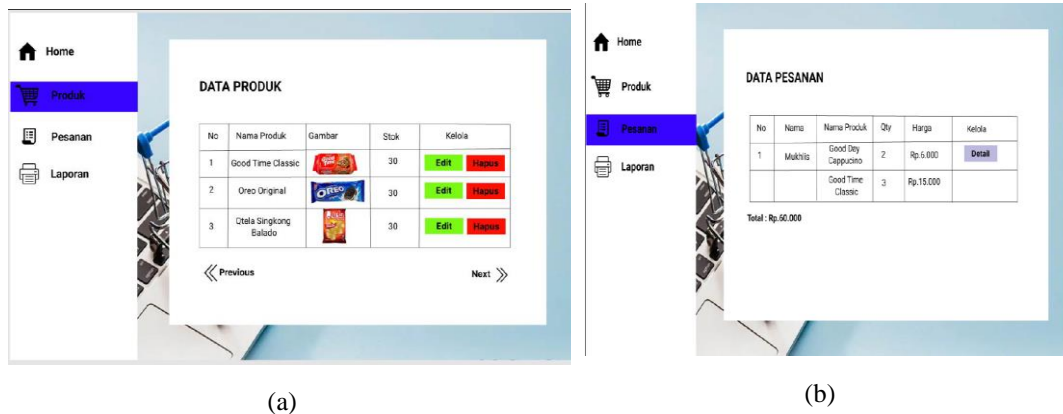 Home
Produk
Pesanan
Laporan
DATA PRODUK
No Nama Produk Gambar Stok Kelola
1 Good Time Classic 30 Edit Hapus
2 Oreo Original OREO 30 Edit Hapus
3 Qtela Singkong 30 Edit Hapus
Balado
Previous Next
(a)
Home
Produk
Pesanan
Laporan
DATA PESANAN
No Nama Nama Produk Qty Harga Kelola
1 Mukhlis Good Day 2 Rp.6.000 Detail
Cappucino
Good Time 3 Rp.15.000
Classic
Total : Rp.60.000
(b)